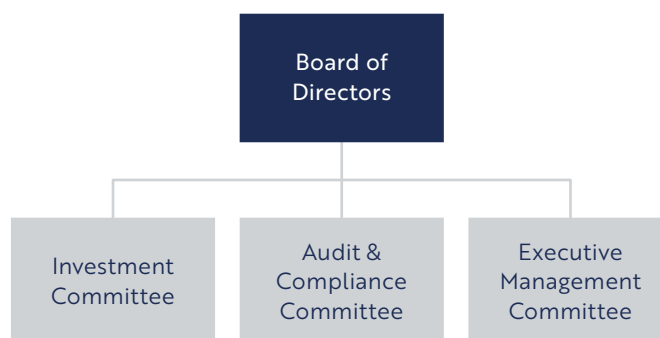 Board of
Directors
Investment
Committee
Audit &
Compliance
Committee
Executive
Management
Committee